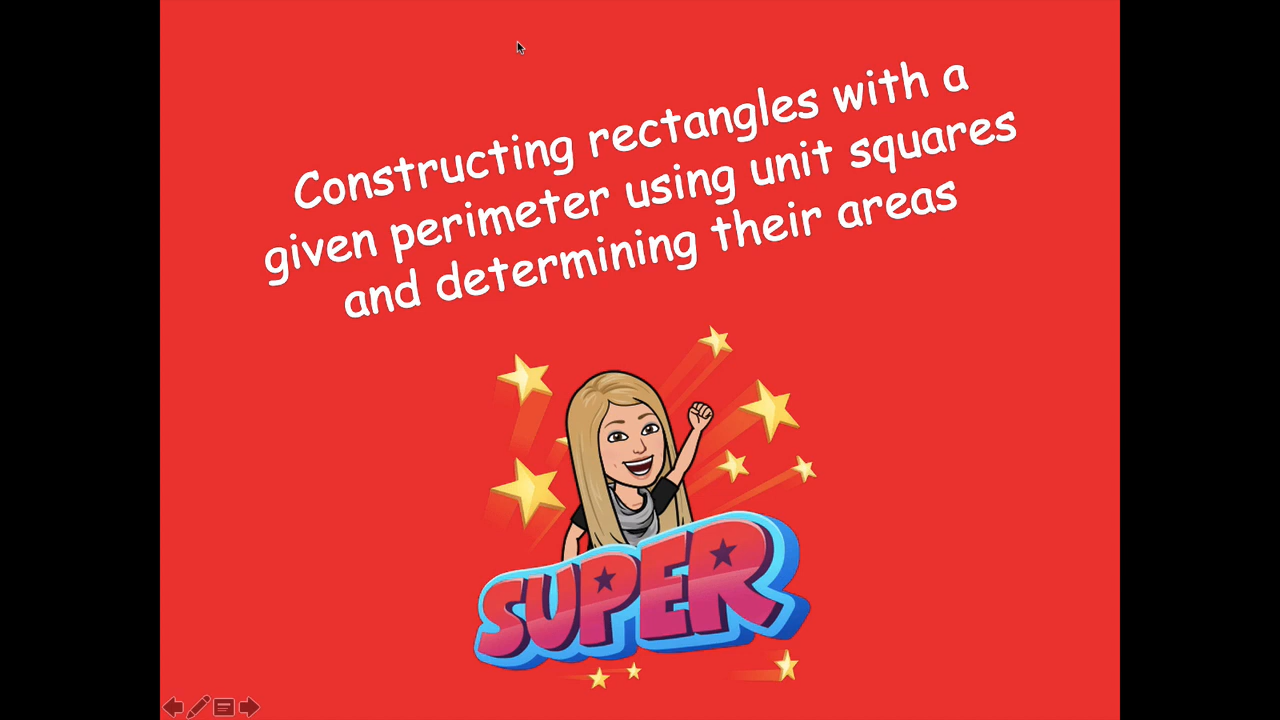 Constructing rectangles with a
given perimeter using unit squares
and determining their areas
SUPER